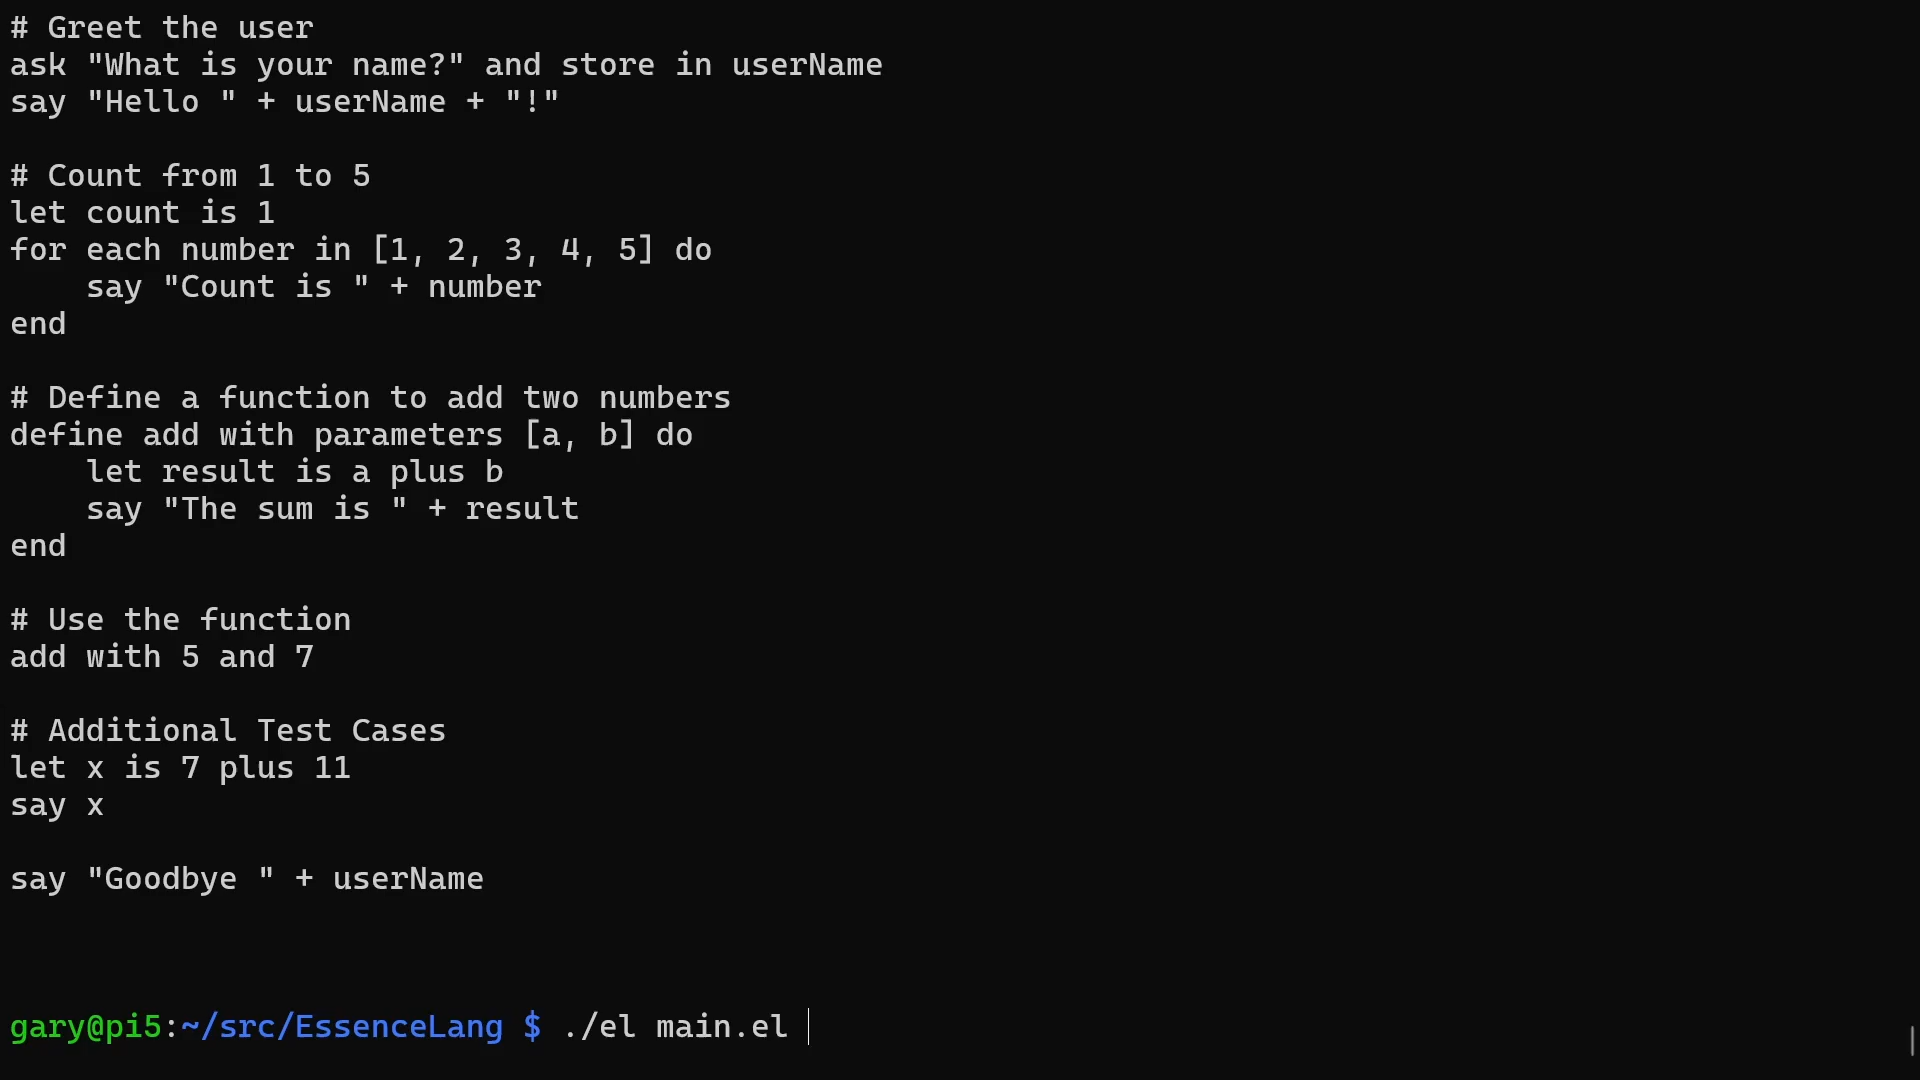 # Greet the user
ask "What is your name?" and store in userName
say "Hello " + userName + "!"

# Count from 1 to 5
let count is 1
for each number in [1, 2, 3, 4, 5] do
    say "Count is " + number
end

# Define a function to add two numbers
define add with parameters [a, b] do
    let result is a plus b
    say "The sum is " + result
end

# Use the function
add with 5 and 7

# Additional Test Cases
let x is 7 plus 11
say x

say "Goodbye " + userName

gary@pi5:~/src/EssenceLang $ ./el main.el